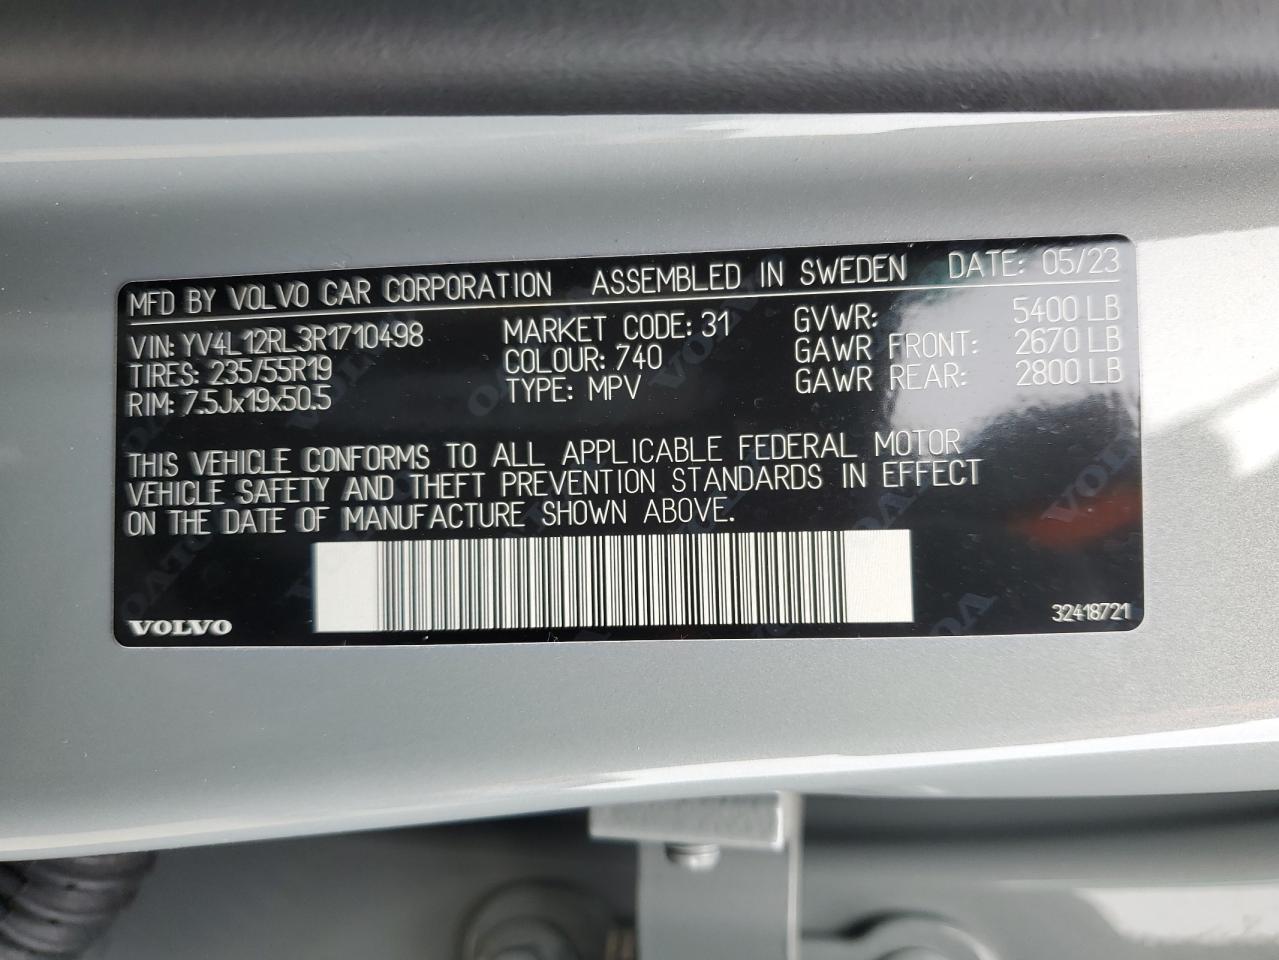 MFD BY VOLVO CAR CORPORATION ASSEMBLED IN SWEDEN DATE: 05/23
VIN: YV4L12RL3R1710498 MARKET CODE: 31 GVWR: 5400 LB
TIRES: 235/55R19 COLOUR: 740 GAWR FRONT: 2670 LB
RIM: 7.5Jx19x50.5 TYPE: MPV GAWR REAR: 2800 LB
THIS VEHICLE CONFORMS TO ALL APPLICABLE FEDERAL MOTOR
VEHICLE SAFETY AND THEFT PREVENTION STANDARDS IN EFFECT
ON THE DATE OF MANUFACTURE SHOWN ABOVE.
VOLVO 32418721